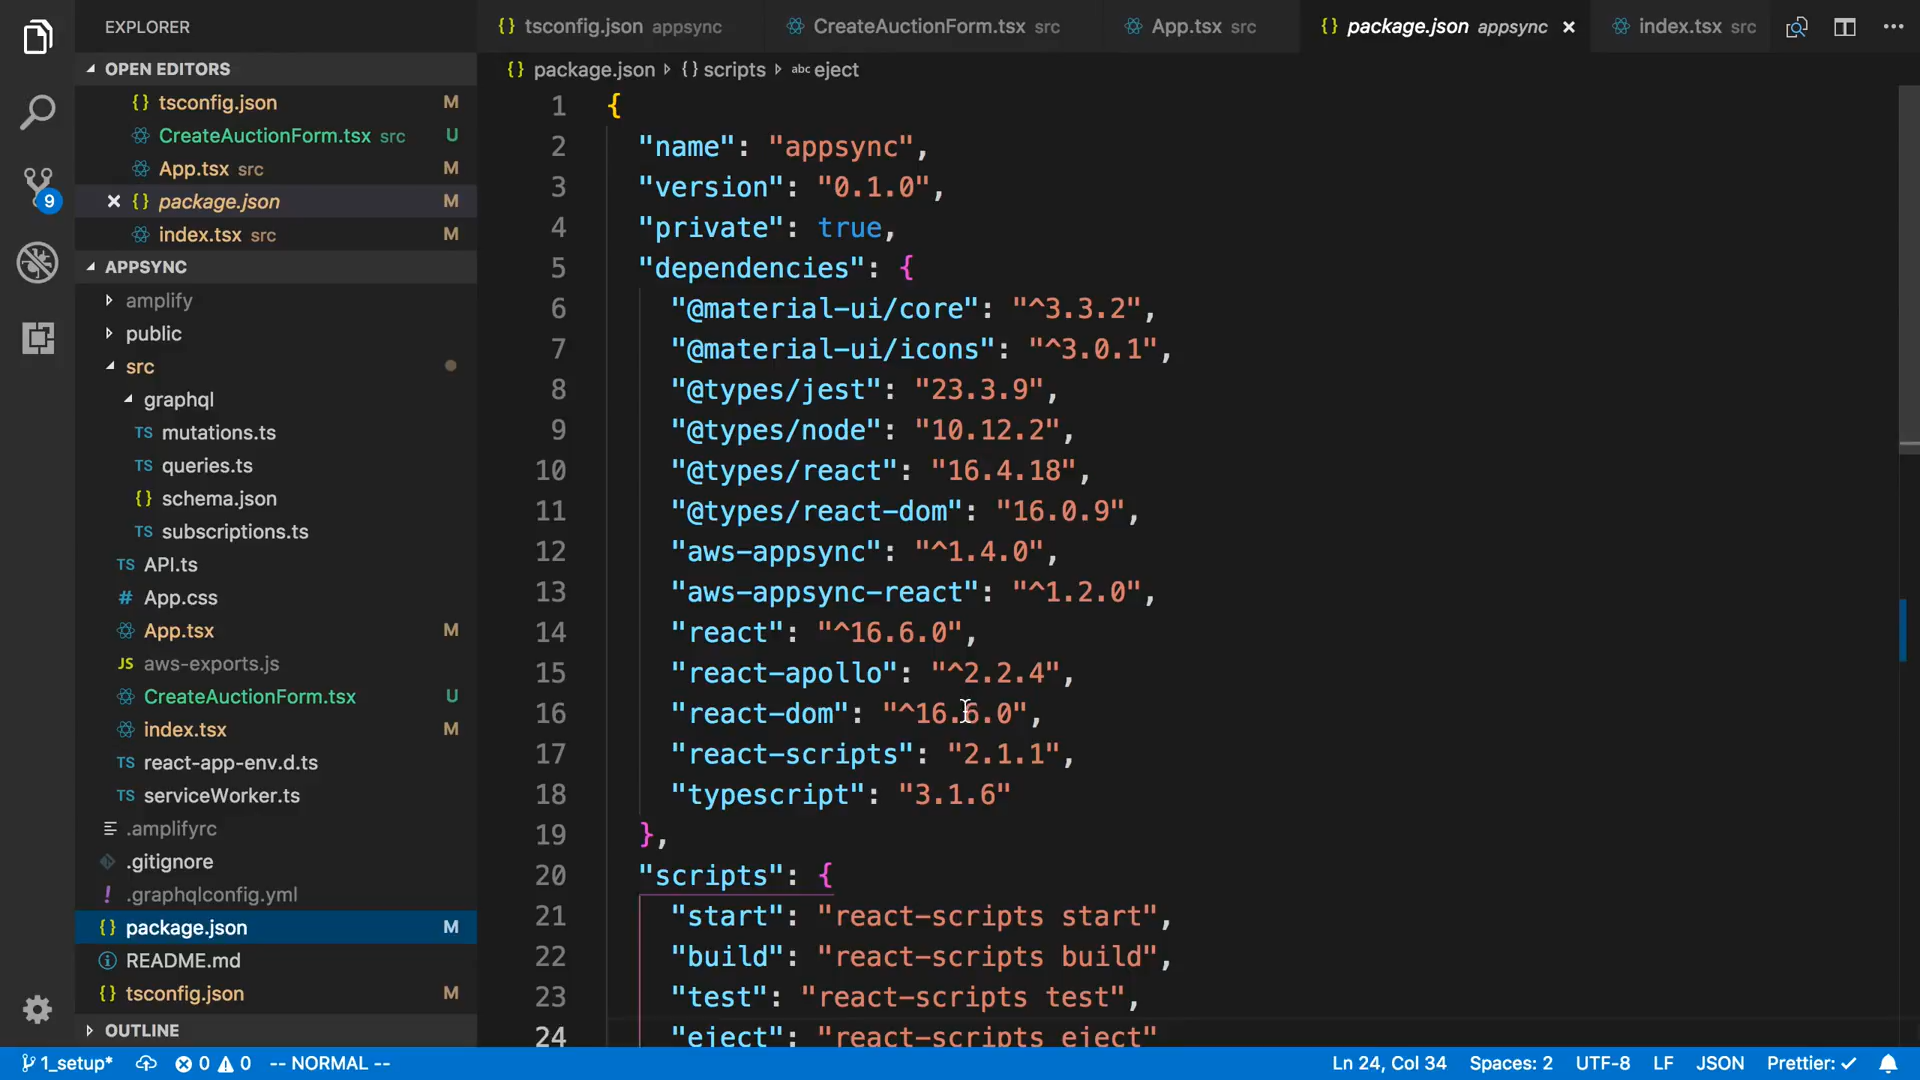 EXPLORER
OPEN EDITORS
{} tsconfig.json M
CreateAuctionForm.tsx src U
App.tsx src M
{} package.json M
index.tsx src M
9
APPSYNC
amplify
public
src
graphql
TS mutations.ts
TS queries.ts
{} schema.json
TS subscriptions.ts
TS API.ts
# App.css
App.tsx M
JS aws-exports.js
CreateAuctionForm.tsx U
index.tsx M
TS react-app-env.d.ts
TS serviceWorker.ts
.amplifyrc
.gitignore
! .graphqlconfig.yml
{} package.json M
README.md
{} tsconfig.json M
OUTLINE
{} tsconfig.json appsync
CreateAuctionForm.tsx src
App.tsx src
{} package.json appsync
index.tsx src
{} package.json › {} scripts › abc eject
1 {
2 "name": "appsync",
3 "version": "0.1.0",
4 "private": true,
5 "dependencies": {
6 "@material-ui/core": "^3.3.2",
7 "@material-ui/icons": "^3.0.1",
8 "@types/jest": "23.3.9",
9 "@types/node": "10.12.2",
10 "@types/react": "16.4.18",
11 "@types/react-dom": "16.0.9",
12 "aws-appsync": "^1.4.0",
13 "aws-appsync-react": "^1.2.0",
14 "react": "^16.6.0",
15 "react-apollo": "^2.2.4",
16 "react-dom": "^16.6.0",
17 "react-scripts": "2.1.1",
18 "typescript": "3.1.6"
19 },
20 "scripts": {
21 "start": "react-scripts start",
22 "build": "react-scripts build",
23 "test": "react-scripts test",
24 "eject": "react-scripts eject"
1_setup* 0 0 -- NORMAL -- Ln 24, Col 34 Spaces: 2 UTF-8 LF JSON Prettier: ✓